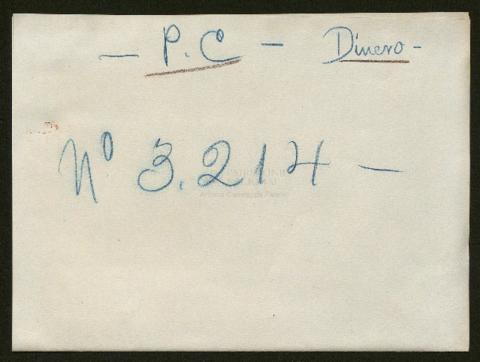 — P.C — Dinero -
Nº 3.214 —